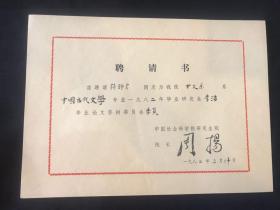 聘请书
兹聘请 陈 同志为我院 中文系 系
中国古代文学 专业一九八二年毕业研究生 李
毕业论文答辩委员会 委员
中国社会科学院研究生院
院长 周扬
一九八二年